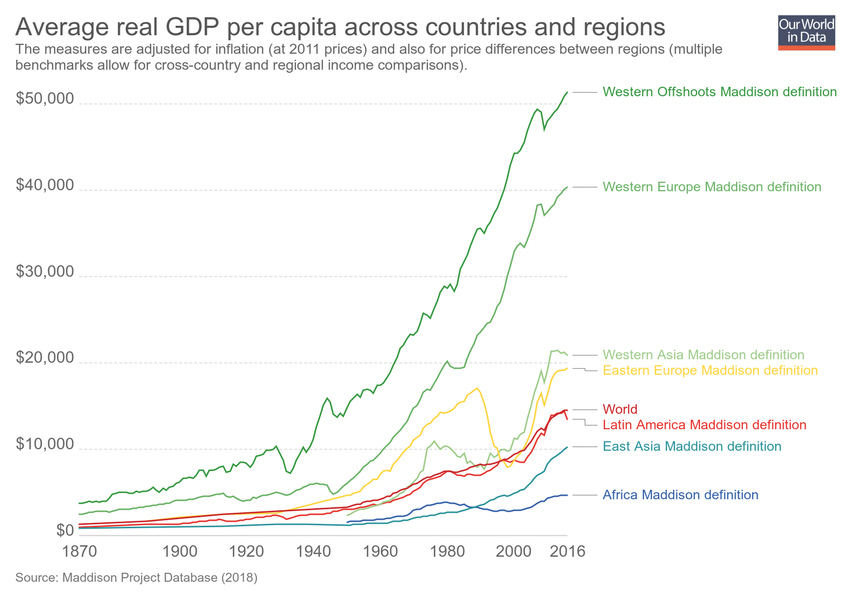 Average real GDP per capita across countries and regions
Our World
in Data
The measures are adjusted for inflation (at 2011 prices) and also for price differences between regions (multiple
benchmarks allow for cross-country and regional income comparisons).
$50,000
$40,000
$30,000
$20,000
$10,000
$0
Western Offshoots Maddison definition
Western Europe Maddison definition
Western Asia Maddison definition
Eastern Europe Maddison definition
World
Latin America Maddison definition
East Asia Maddison definition
Africa Maddison definition
1870
1900
1920
1940
1960
1980
2000
2016
Source: Maddison Project Database (2018)